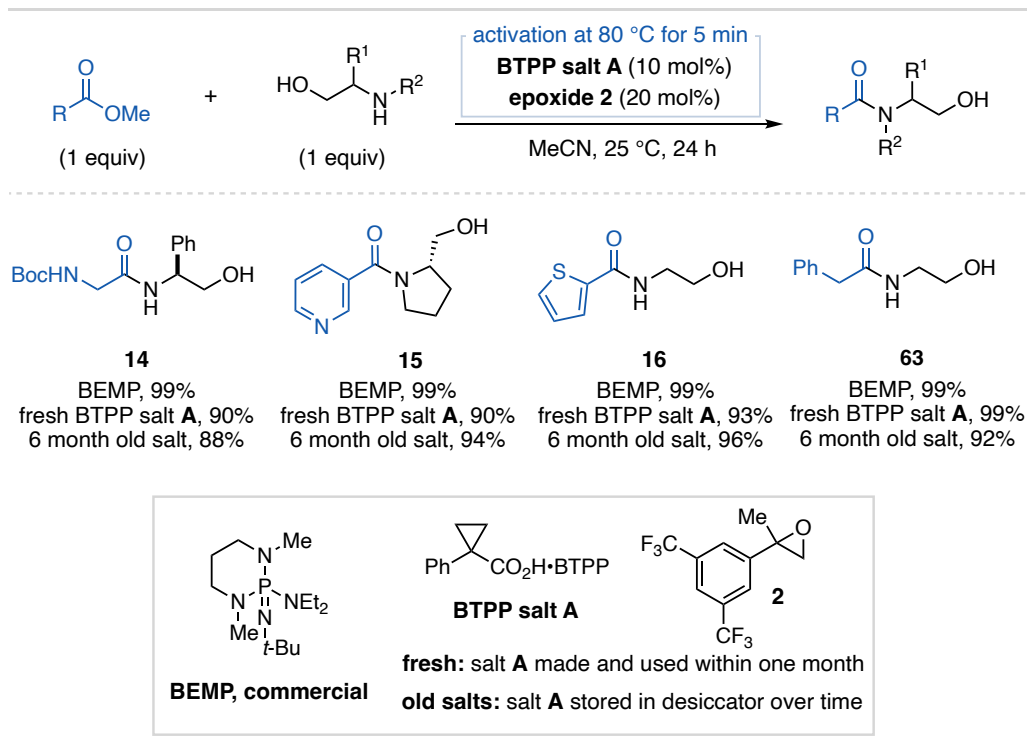 activation at 80 °C for 5 min
BTPP salt A (10 mol%)
epoxide 2 (20 mol%)
MeCN, 25 °C, 24 h
O
R
OMe
(1 equiv)
+
HO
R1
N
H
R2
(1 equiv)
O
R
N
R2
R1
OH
BocHN
O
N
H
Ph
OH
14
BEMP, 99%
fresh BTPP salt A, 90%
6 month old salt, 88%
O
N
N
OH
15
BEMP, 99%
fresh BTPP salt A, 90%
6 month old salt, 94%
S
O
N
H
OH
16
BEMP, 99%
fresh BTPP salt A, 93%
6 month old salt, 96%
Ph
O
N
H
OH
63
BEMP, 99%
fresh BTPP salt A, 99%
6 month old salt, 92%
N
Me
P
N
NEt2
Me
N
t-Bu
BEMP, commercial
Ph
CO2H•BTPP
BTPP salt A
F3C
Me
O
CF3
2
fresh: salt A made and used within one month
old salts: salt A stored in desiccator over time